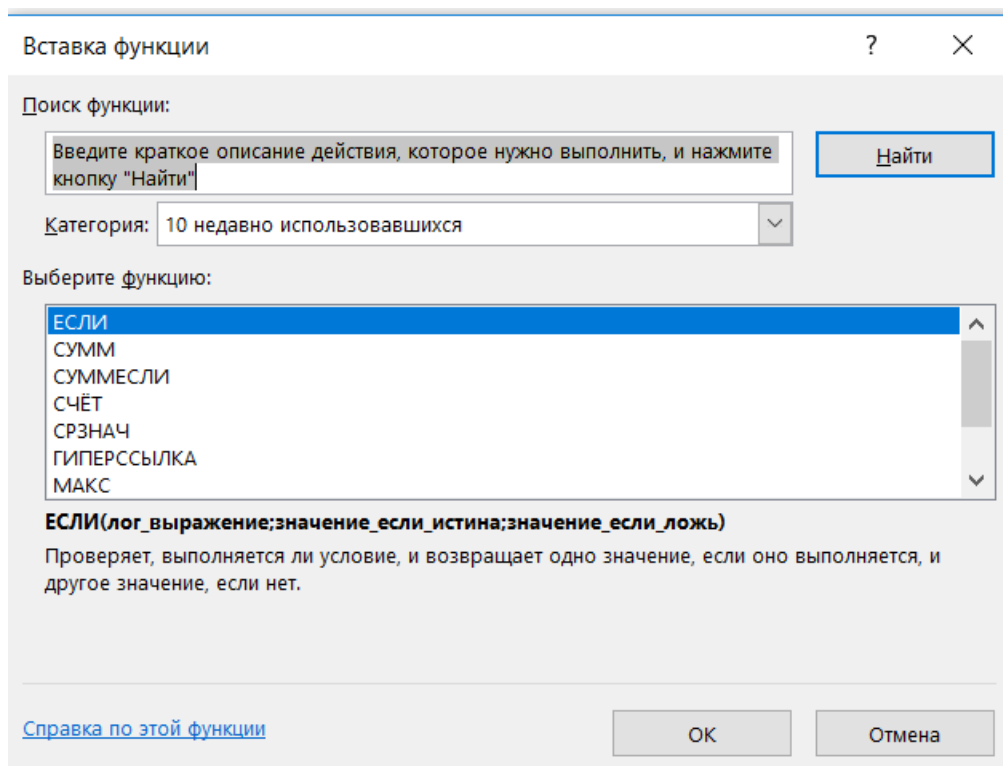 Вставка функции
?
Поиск функции:
Введите краткое описание действия, которое нужно выполнить, и нажмите
кнопку "Найти"
Найти
Категория: 10 недавно использовавшихся
Выберите функцию:
ЕСЛИ
СУММ
СУММЕСЛИ
СЧЁТ
СРЗНАЧ
ГИПЕРССЫЛКА
МАКС
ЕСЛИ(лог_выражение;значение_если_истина;значение_если_ложь)
Проверяет, выполняется ли условие, и возвращает одно значение, если оно выполняется, и
другое значение, если нет.
Справка по этой функции
ОК
Отмена